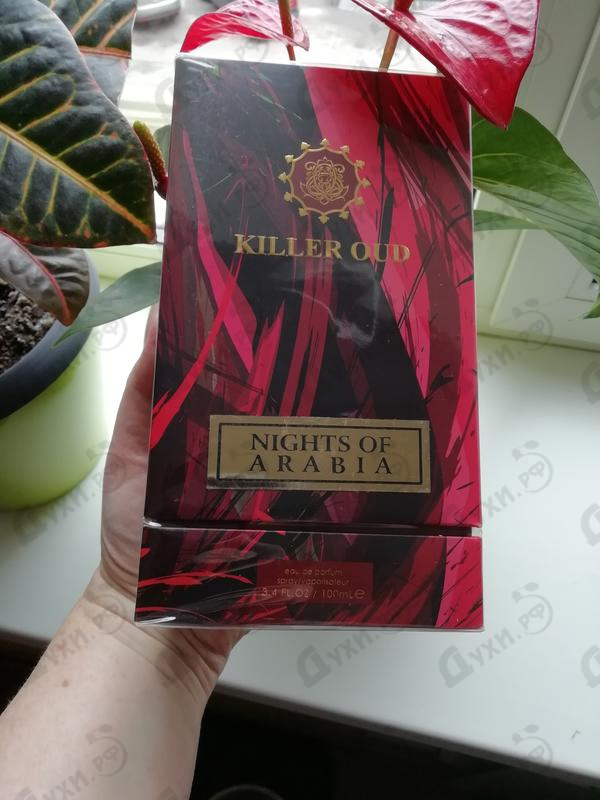 KILLER OUD
NIGHTS OF
ARABIA
eau de parfum
spray/vaporisateur
3.4 FL.OZ / 100mL℮
Духи.РФ